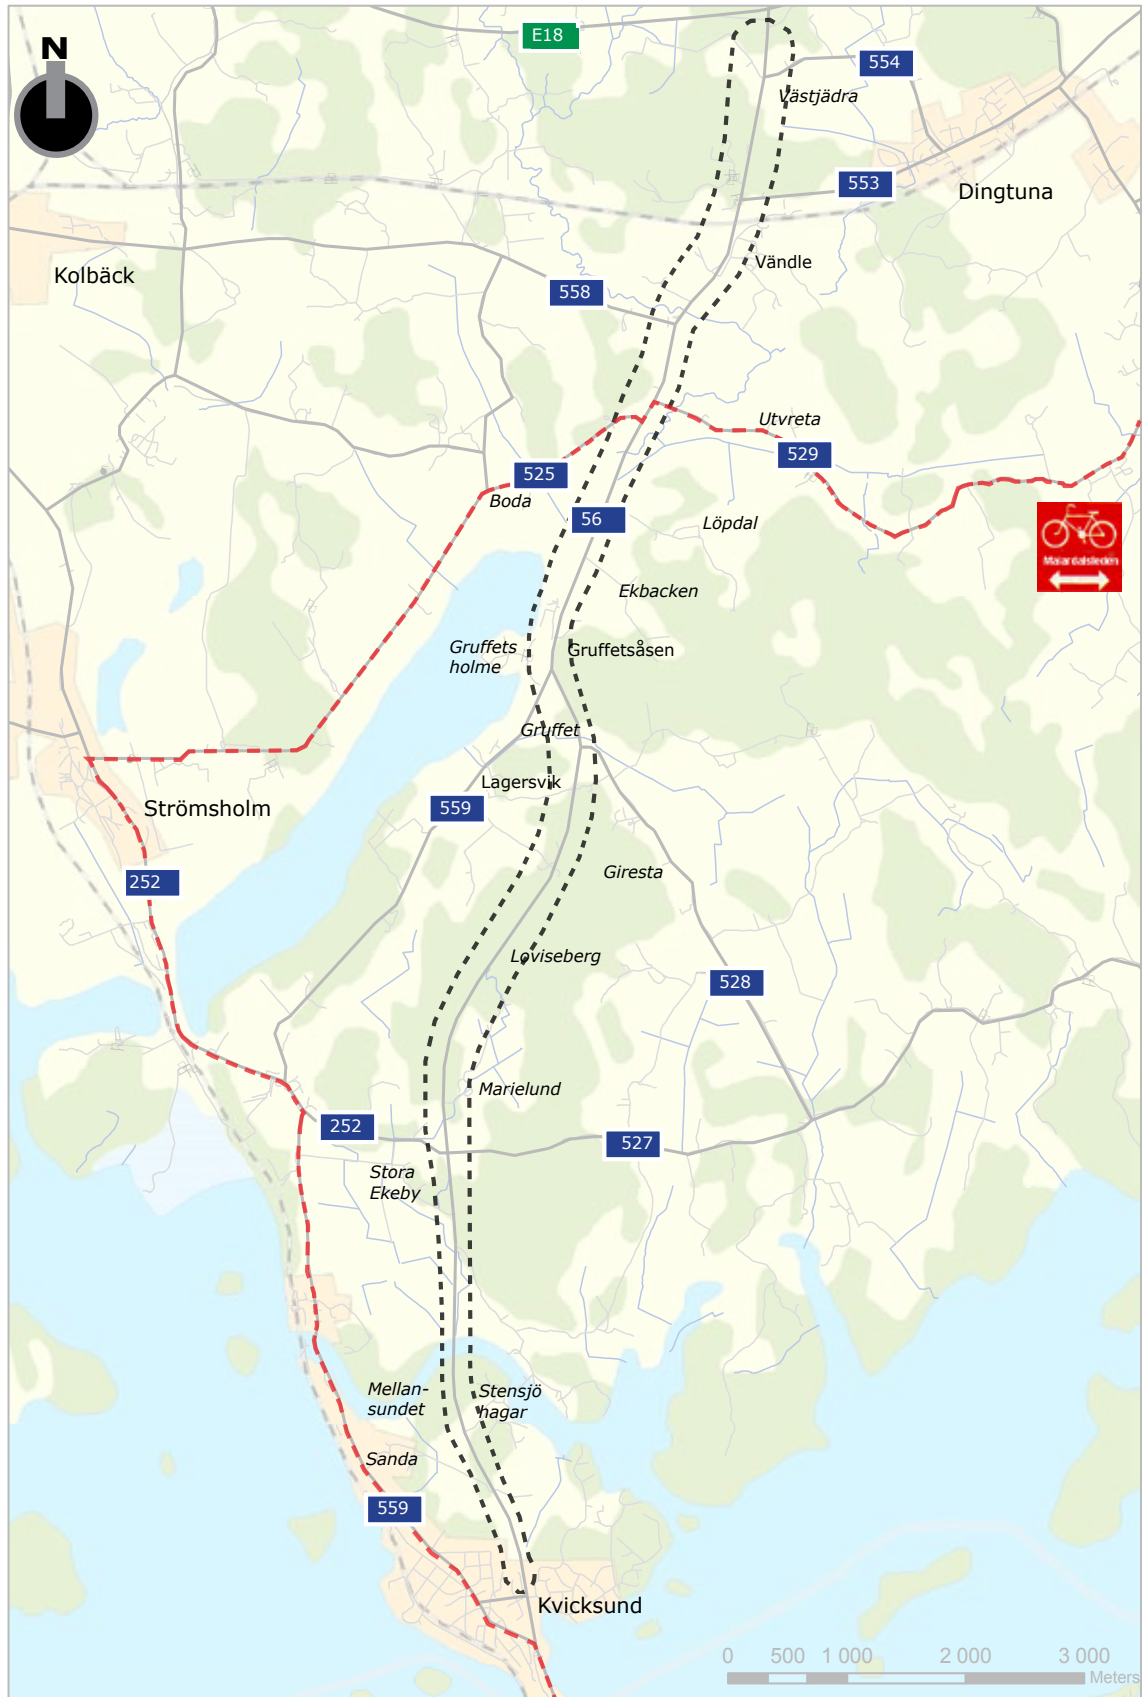 N
E18
554
Västjädra
553
Dingtuna
Kolbäck
Vändle
558
Utvreta
529
525
Boda
56
Löpdal
Mälardalsleden
Ekbacken
Gruffets
holme
Gruffetsåsen
Gruffet
Lagersvik
559
Strömsholm
252
Giresta
Loviseberg
528
Marielund
252
527
Stora
Ekeby
Mellan-
sundet
Stensjö
hagar
Sanda
559
Kvicksund
0 500 1 000 2 000 3 000
Meters